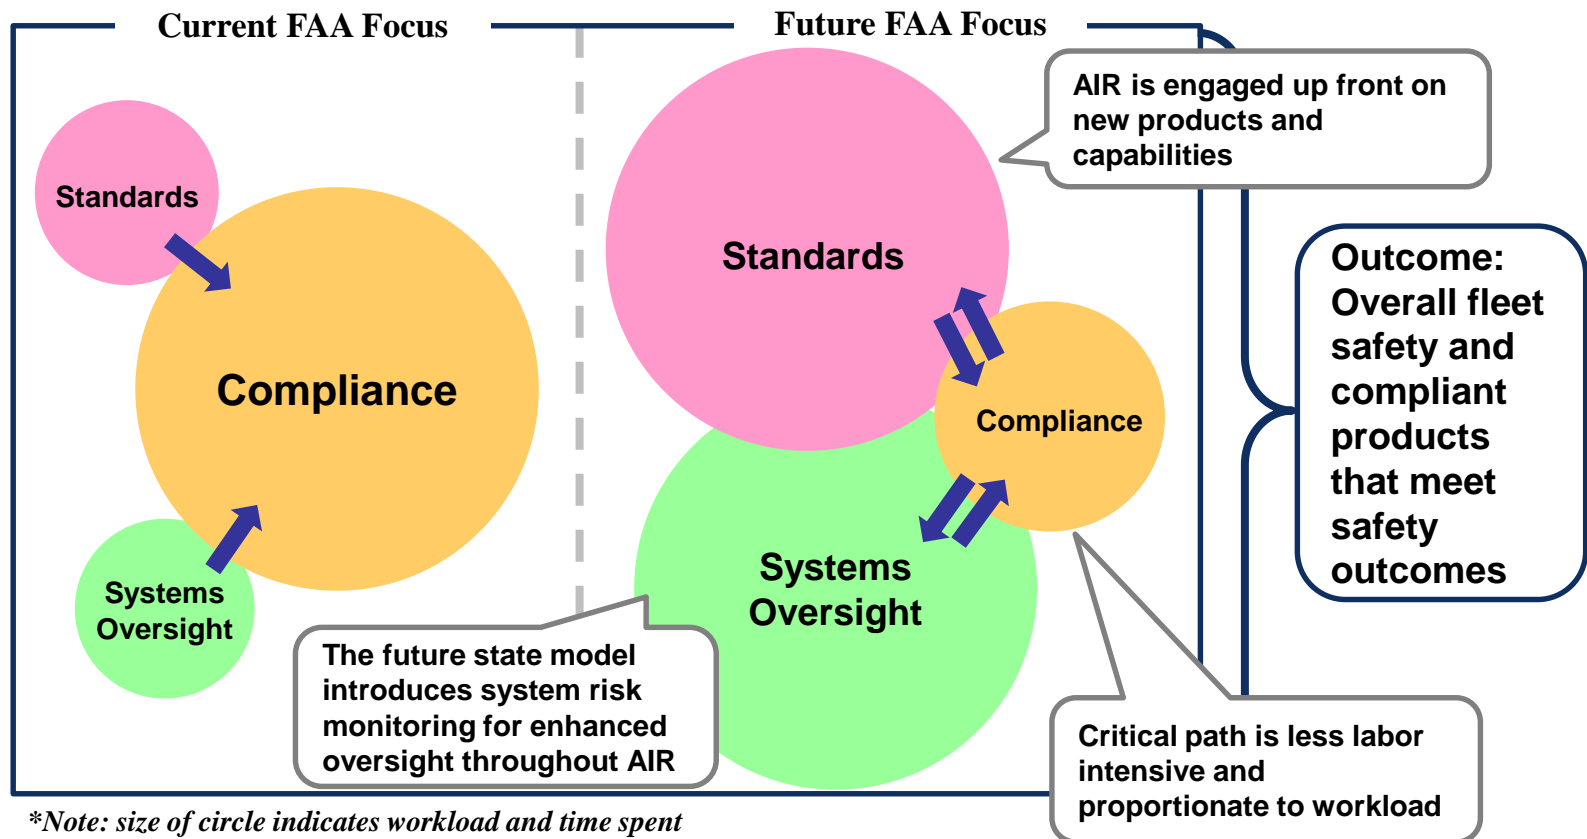 Current FAA Focus
Future FAA Focus
Standards
Compliance
Systems
Oversight
Standards
Compliance
Systems
Oversight
AIR is engaged up front on
new products and
capabilities
The future state model
introduces system risk
monitoring for enhanced
oversight throughout AIR
Critical path is less labor
intensive and
proportionate to workload
Outcome:
Overall fleet
safety and
compliant
products
that meet
safety
outcomes
*Note: size of circle indicates workload and time spent